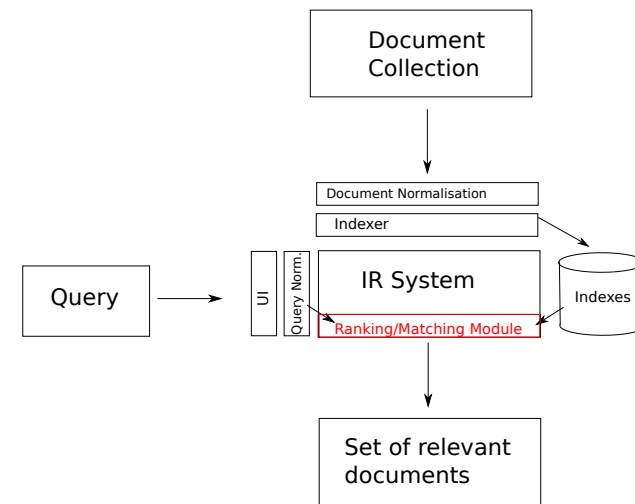 Document
Collection
Document Normalisation
Indexer
Query
UI
Query Norm.
IR System
Ranking/Matching Module
Indexes
Set of relevant
documents